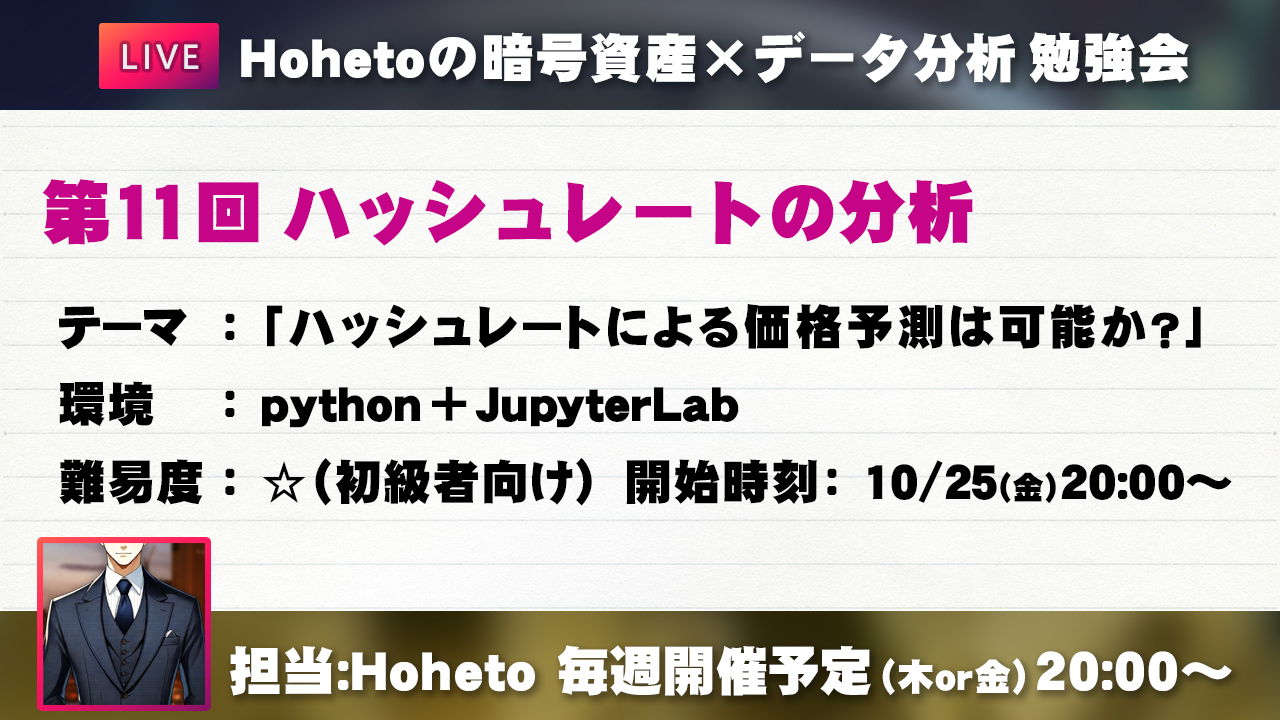 LIVE Hohetoの暗号資産×データ分析 勉強会
第11回 ハッシュレートの分析
テーマ ：「ハッシュレートによる価格予測は可能か?」
環境 ： python＋JupyterLab
難易度： ☆（初級者向け） 開始時刻： 10/25（金）20:00～
担当:Hoheto 毎週開催予定（木or金）20:00～